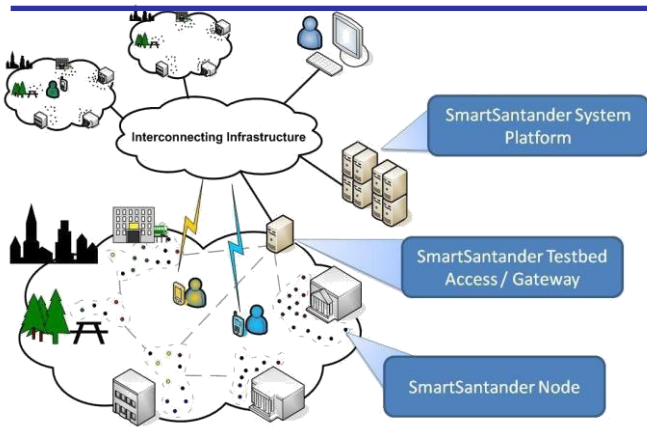 Interconnecting Infrastructure
SmartSantander System
Platform
SmartSantander Testbed
Access / Gateway
SmartSantander Node